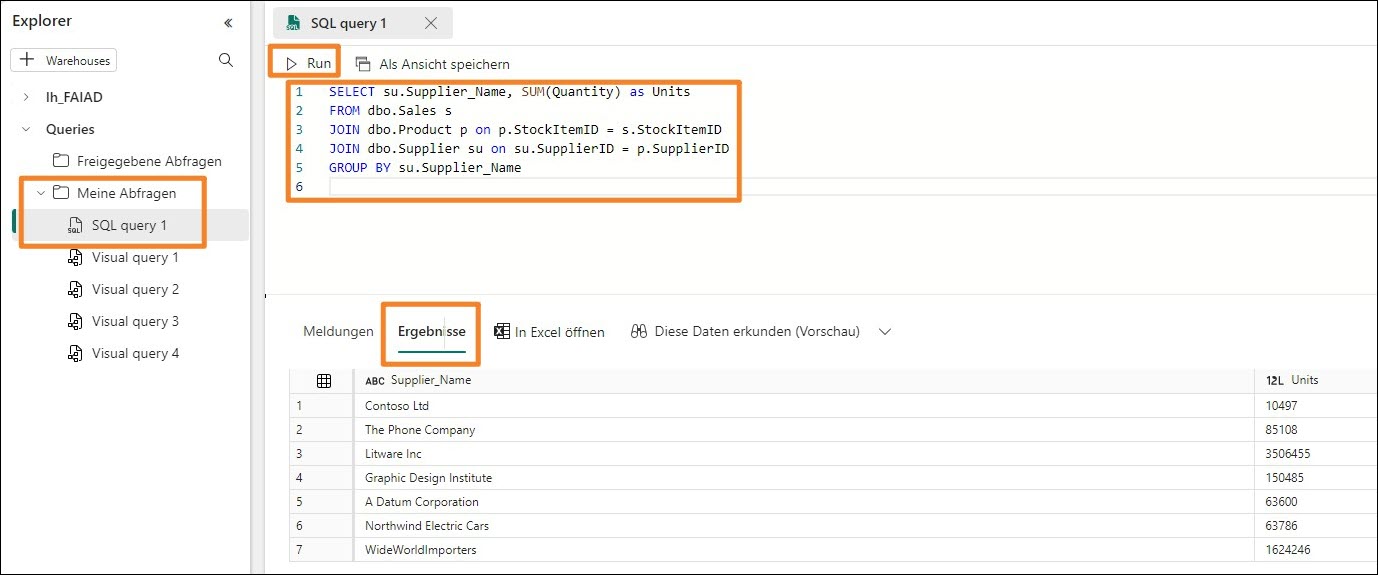 Explorer «
+ Warehouses
lh_FAIAD
Queries
Freigegebene Abfragen
Meine Abfragen
SQL query 1
Visual query 1
Visual query 2
Visual query 3
Visual query 4
SQL query 1
Run Als Ansicht speichern
1 SELECT su.Supplier_Name, SUM(Quantity) as Units
2 FROM dbo.Sales s
3 JOIN dbo.Product p on p.StockItemID = s.StockItemID
4 JOIN dbo.Supplier su on su.SupplierID = p.SupplierID
5 GROUP BY su.Supplier_Name
6
Meldungen Ergebnisse In Excel öffnen Diese Daten erkunden (Vorschau)
ABC Supplier_Name 12L Units
1 Contoso Ltd 10497
2 The Phone Company 85108
3 Litware Inc 3506455
4 Graphic Design Institute 150485
5 A Datum Corporation 63600
6 Northwind Electric Cars 63786
7 WideWorldImporters 1624246